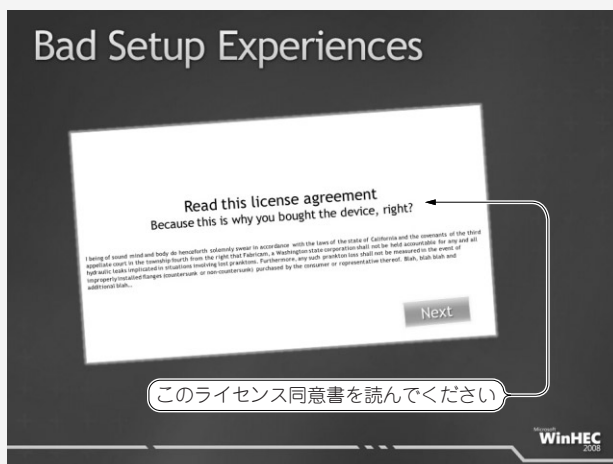 Bad Setup Experiences
Read this license agreement
Because this is why you bought the device, right?
I being of sound mind and body do henceforth solemnly swear in accordance with the laws of the state of California and the covenants of the third
appellate court in the township fourth from the right that Fabricam, a Washington state corporation shall not be held accountable for any and all
hydraulic leaks implicated in situations involving lost pranktons. Furthermore, any such prankton loss shall not be measured in the event of
improperly installed flanges (countersunk or non-countersunk) purchased by the consumer or representative thereof. Blah, blah blah and
additional blah...
Next
このライセンス同意書を読んでください
Microsoft
WinHEC
2008